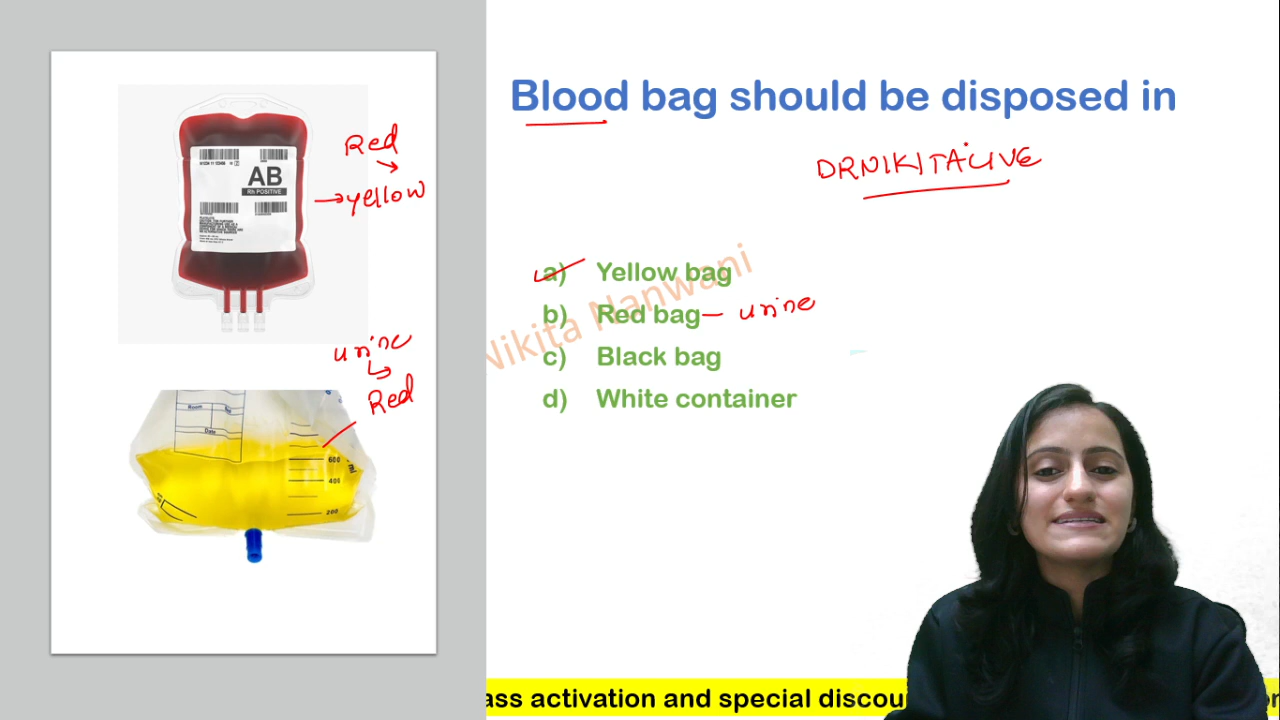 Blood bag should be disposed in
DRNIKITALIVE
a) Yellow bag
b) Red bag – urine
c) Black bag
d) White container
Nikita Nanwani
Red
yellow
AB
Rh POSITIVE
urine
Red
Name
Date
600
400
200
ass activation and special discou